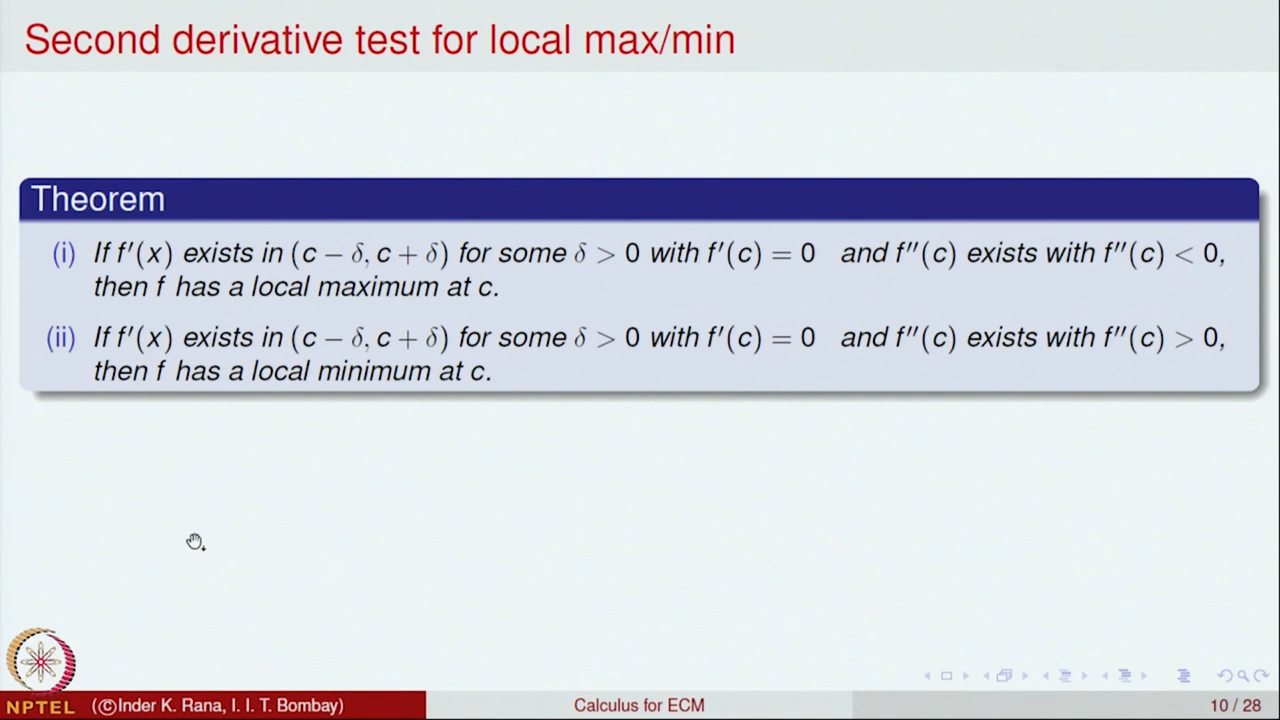 Second derivative test for local max/min
Theorem
(i) If f′(x) exists in (c − δ, c + δ) for some δ > 0 with f′(c) = 0 and f′′(c) exists with f′′(c) < 0,
then f has a local maximum at c.
(ii) If f′(x) exists in (c − δ, c + δ) for some δ > 0 with f′(c) = 0 and f′′(c) exists with f′′(c) > 0,
then f has a local minimum at c.
NPTEL (©Inder K. Rana, I. I. T. Bombay) Calculus for ECM 10 / 28